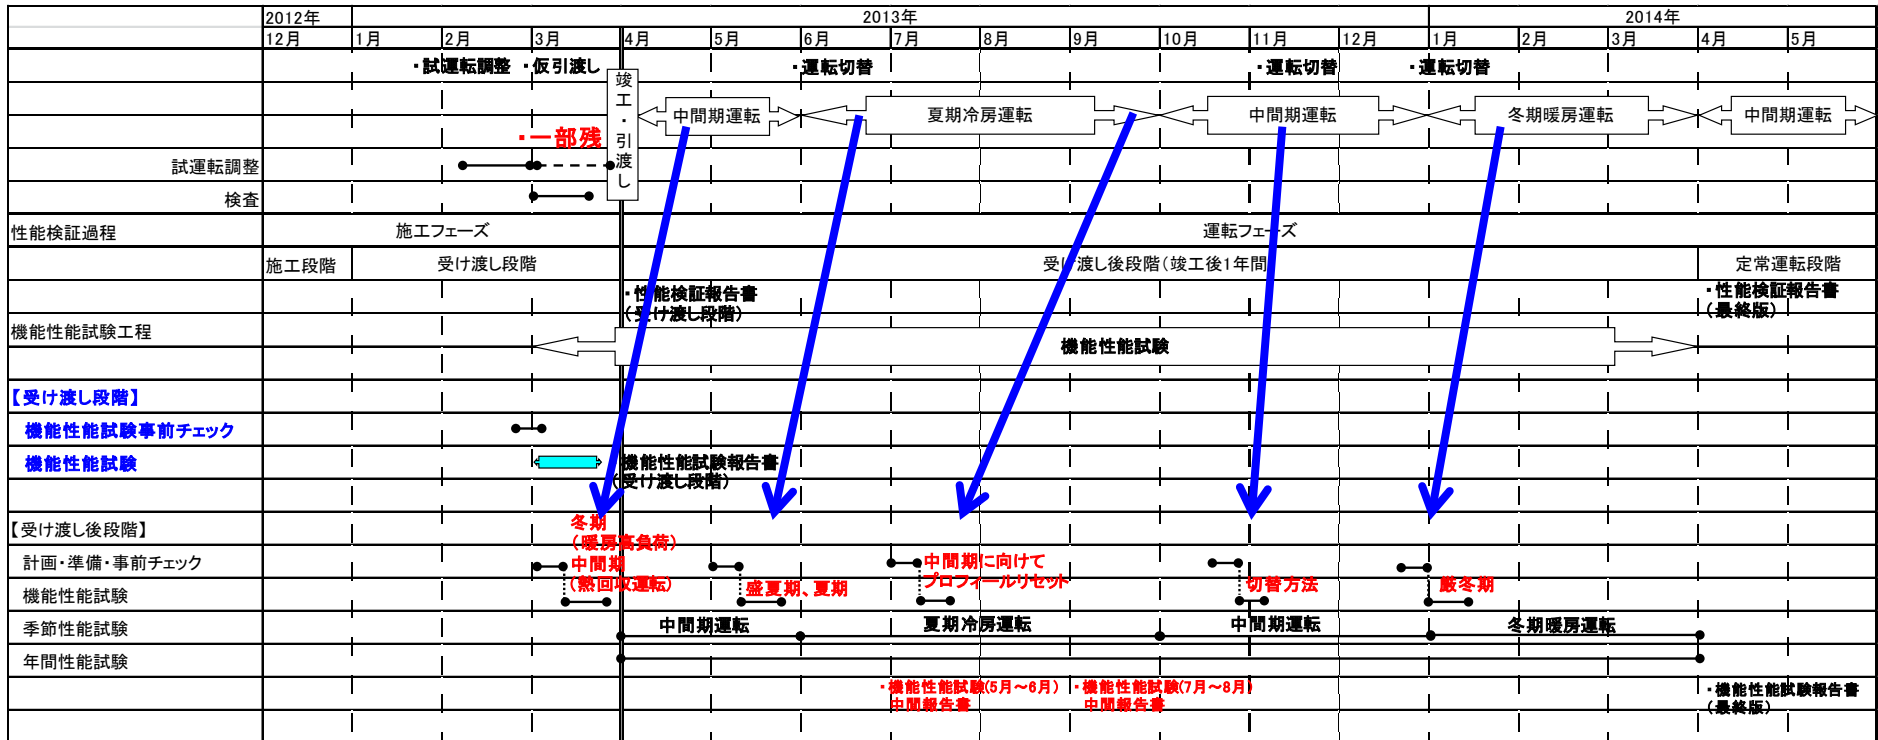 2012年 2013年 2014年
12月 1月 2月 3月 4月 5月 6月 7月 8月 9月 10月 11月 12月 1月 2月 3月 4月 5月
・試運転調整 ・仮引渡し ・運転切替 ・運転切替 ・運転切替
竣工・引渡し
中間期運転 夏期冷房運転 中間期運転 冬期暖房運転 中間期運転
・一部残
試運転調整
検査
性能検証過程 施工フェーズ 運転フェーズ
施工段階 受け渡し段階 受け渡し後段階(竣工後1年間 定常運転段階
・性能検証報告書
(受け渡し段階)
・性能検証報告書
(最終版)
機能性能試験工程
機能性能試験
【受け渡し段階】
機能性能試験事前チェック
機能性能試験
機能性能試験報告書
(受け渡し段階)
【受け渡し後段階】
冬期
(暖房高負荷)
計画・準備・事前チェック
中間期
(熱回収運転)
中間期に向けて
プロフィールリセット
機能性能試験
盛夏期、夏期
切替方法
厳冬期
季節性能試験 中間期運転 夏期冷房運転 中間期運転 冬期暖房運転
年間性能試験
・機能性能試験(5月～6月)
中間報告書
・機能性能試験(7月～8月)
中間報告書
・機能性能試験報告書
(最終版)